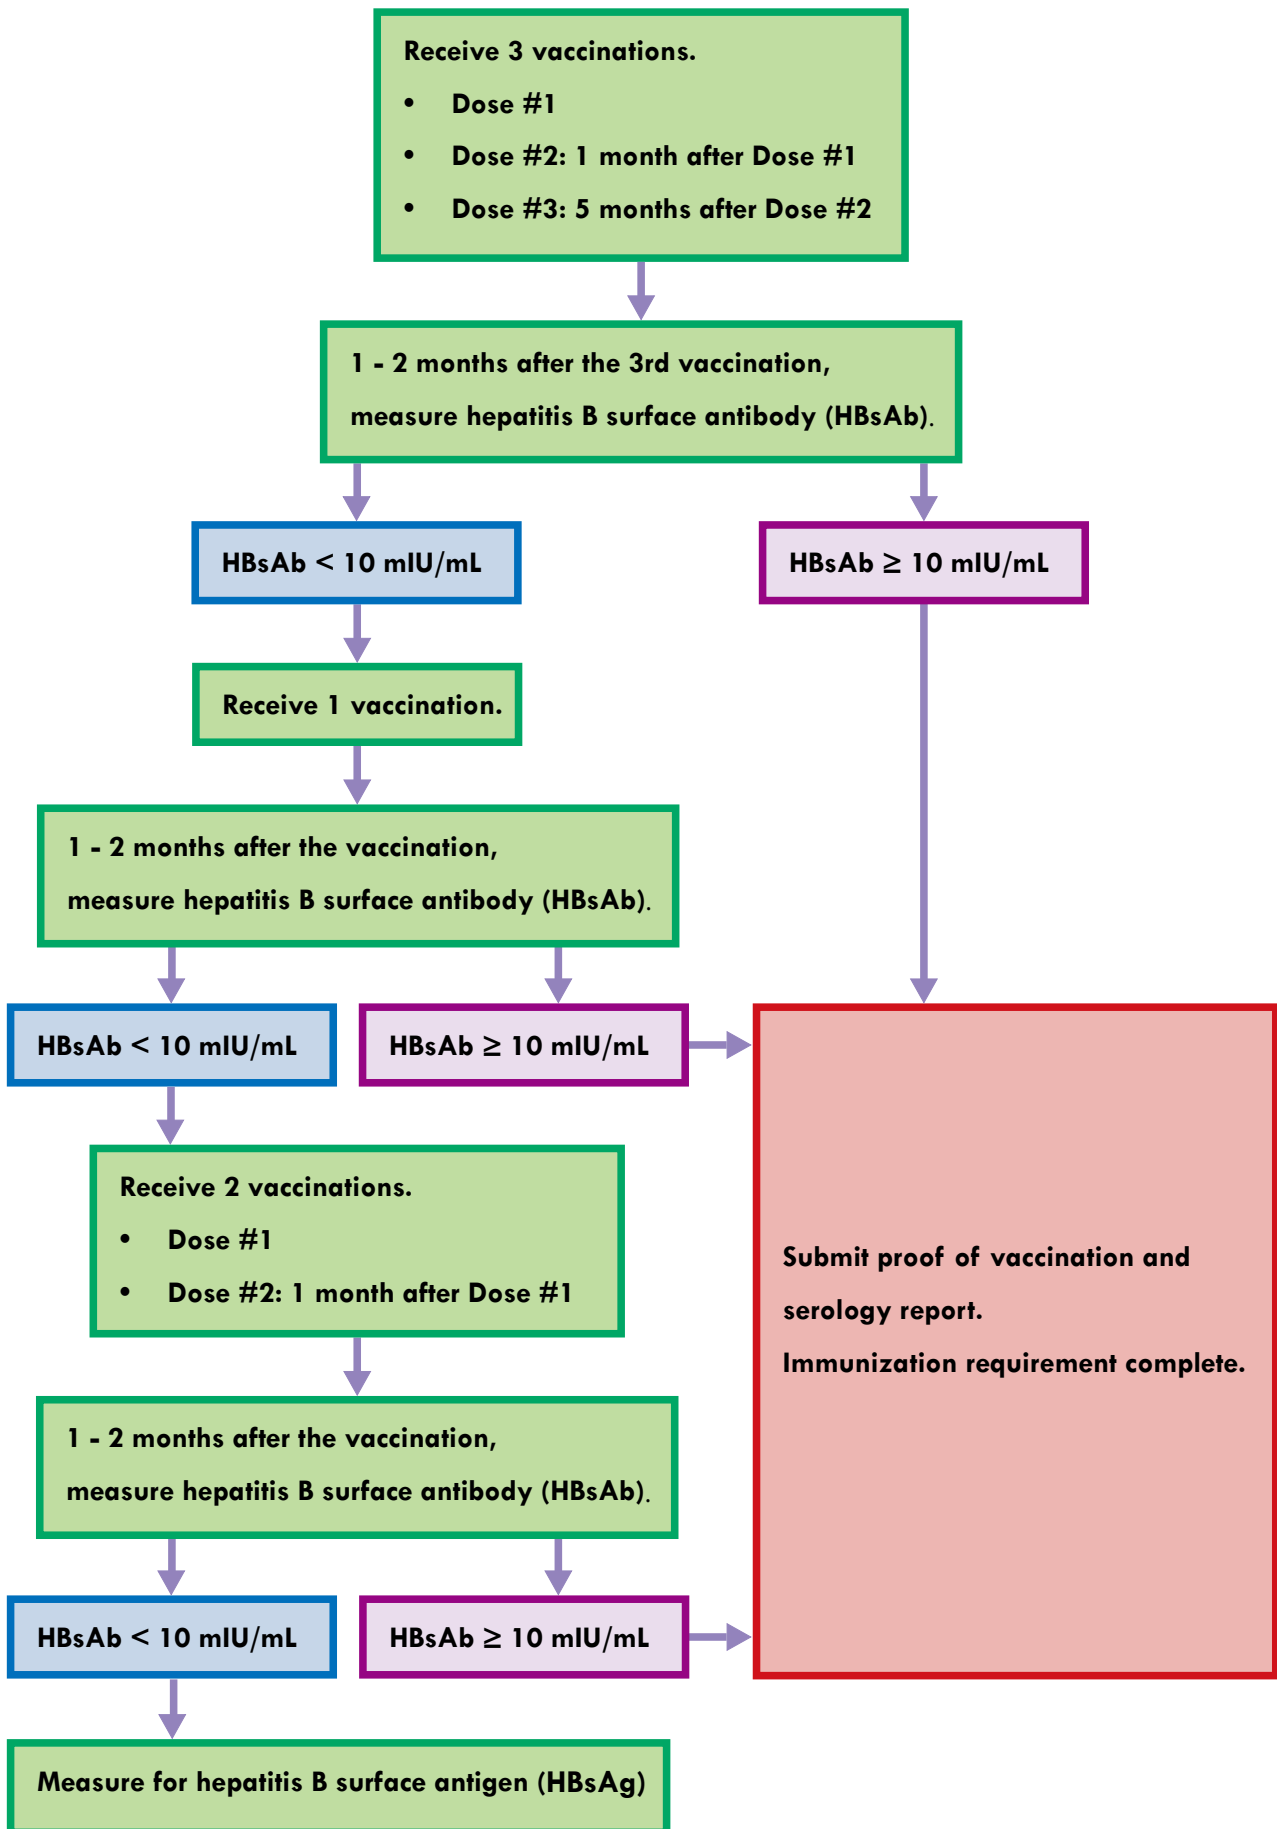 Receive 3 vaccinations.
• Dose #1
• Dose #2: 1 month after Dose #1
• Dose #3: 5 months after Dose #2
1 - 2 months after the 3rd vaccination,
measure hepatitis B surface antibody (HBsAb).
HBsAb < 10 mIU/mL
HBsAb ≥ 10 mIU/mL
Receive 1 vaccination.
1 - 2 months after the vaccination,
measure hepatitis B surface antibody (HBsAb).
HBsAb < 10 mIU/mL
HBsAb ≥ 10 mIU/mL
Receive 2 vaccinations.
• Dose #1
• Dose #2: 1 month after Dose #1
Submit proof of vaccination and
serology report.
Immunization requirement complete.
1 - 2 months after the vaccination,
measure hepatitis B surface antibody (HBsAb).
HBsAb < 10 mIU/mL
HBsAb ≥ 10 mIU/mL
Measure for hepatitis B surface antigen (HBsAg)